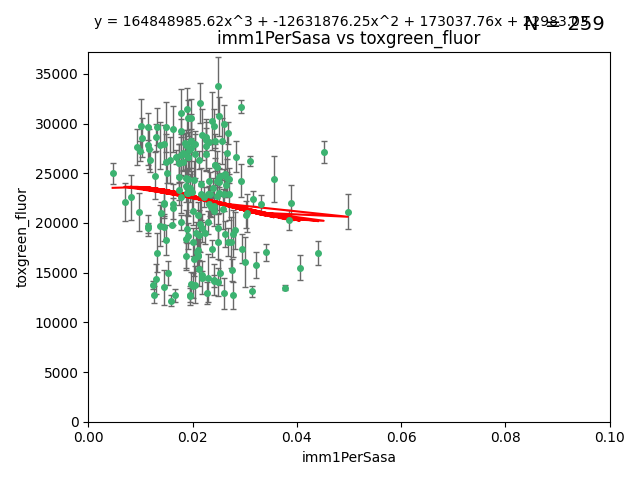 y = 164848985.62x^3 + -12631876.25x^2 + 173037.76x +
N = 259
imm1PerSasa vs toxgreen_fluor
35000
30000
25000
20000
15000
10000
5000
0
toxgreen_fluor
0.00 0.02 0.04 0.06 0.08 0.10
imm1PerSasa